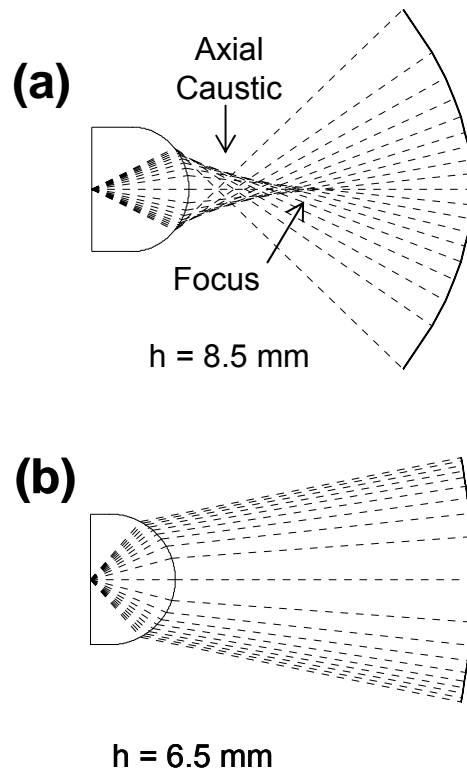 (a)
Axial
Caustic
Focus
h = 8.5 mm
(b)
h = 6.5 mm